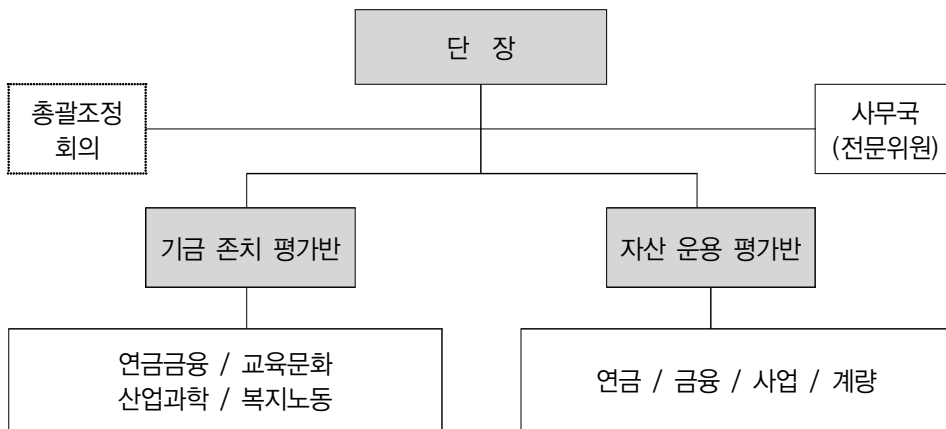 단 장
총괄조정
회의
사무국
(전문위원)
기금 존치 평가반
자산 운용 평가반
연금금융 / 교육문화
산업과학 / 복지노동
연금 / 금융 / 사업 / 계량